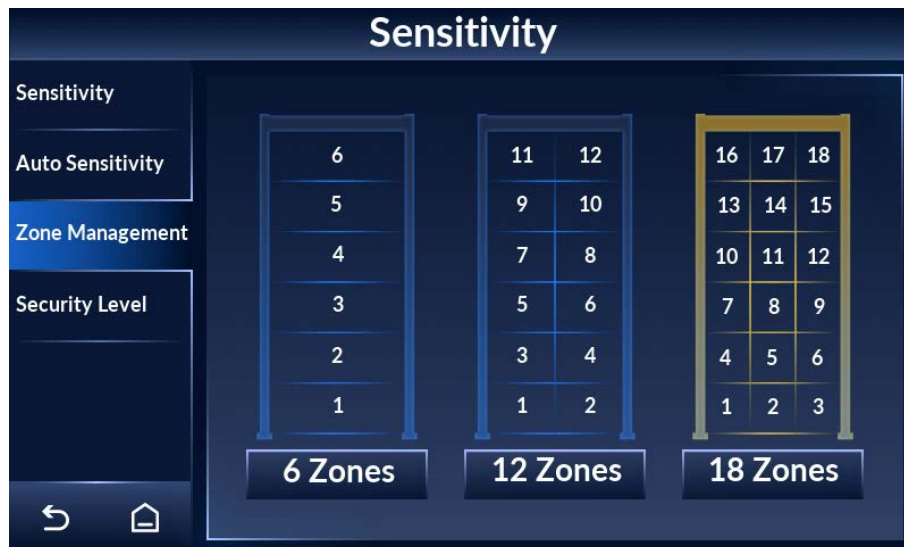 Sensitivity
Sensitivity
Auto Sensitivity
Zone Management
Security Level
6
5
4
3
2
1
6 Zones
11 12
9 10
7 8
5 6
3 4
1 2
12 Zones
16 17 18
13 14 15
10 11 12
7 8 9
4 5 6
1 2 3
18 Zones